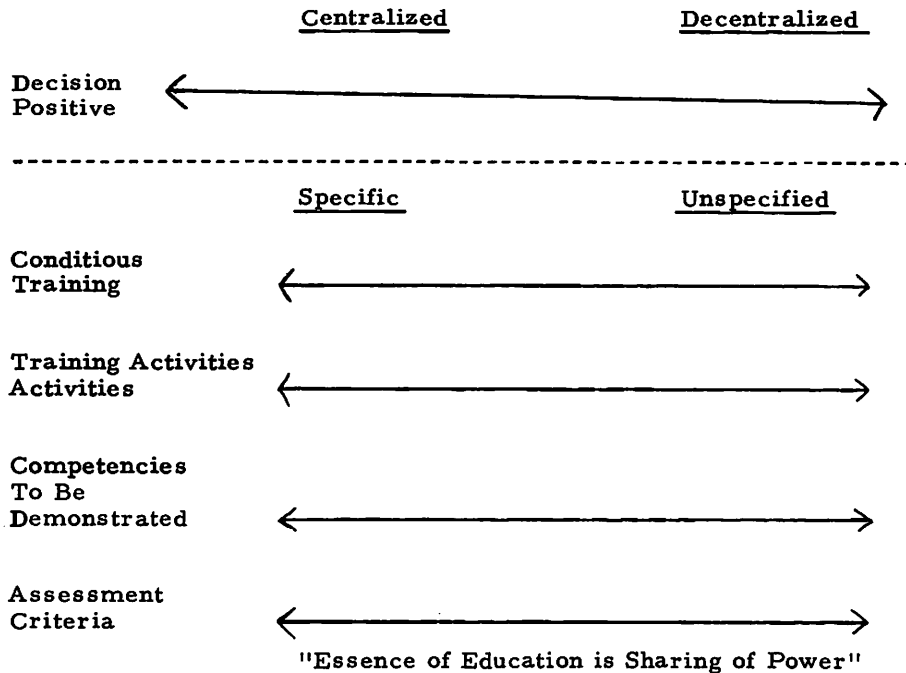 Centralized Decentralized
Decision
Positive
Specific Unspecified
Conditious
Training
Training Activities
Activities
Competencies
To Be
Demonstrated
Assessment
Criteria
"Essence of Education is Sharing of Power"